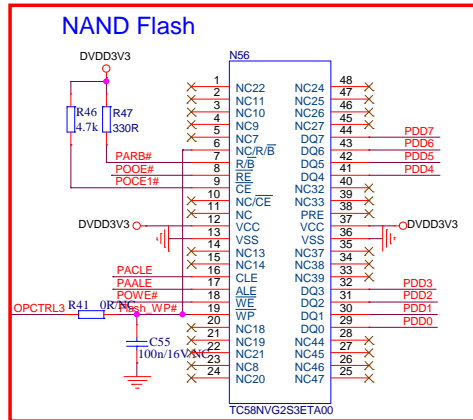 NAND Flash
DVDD3V3
N56
R46
4.7k
R47
330R
1 NC22 NC24 48
2 NC11 NC25 47
3 NC10 NC26 46
4 NC9 NC27 45
5 NC7 DQ7 44 PDD7
6 NC/R/B DQ6 43 PDD6
PARB# 7 R/B DQ5 42 PDD5
POOE# 8 RE DQ4 41 PDD4
POCE1# 9 CE NC32 40
10 NC/CE NC33 39
11 NC PRE 38
DVDD3V3 12 VCC VCC 37 DVDD3V3
13 VSS VSS 36
14 NC13 NC37 35
15 NC14 NC38 34
PACLE 16 CLE NC39 33
PAALE 17 ALE DQ3 32 PDD3
POWE# 18 WE DQ2 31 PDD2
OPCTRL3 R41 0R/NC Flash_WP# 19 WP DQ1 30 PDD1
20 NC18 DQ0 29 PDD0
21 NC19 NC44 28
22 NC21 NC45 27
23 NC8 NC46 26
24 NC20 NC47 25
C55
100n/16V/NC
TC58NVG2S3ETA00